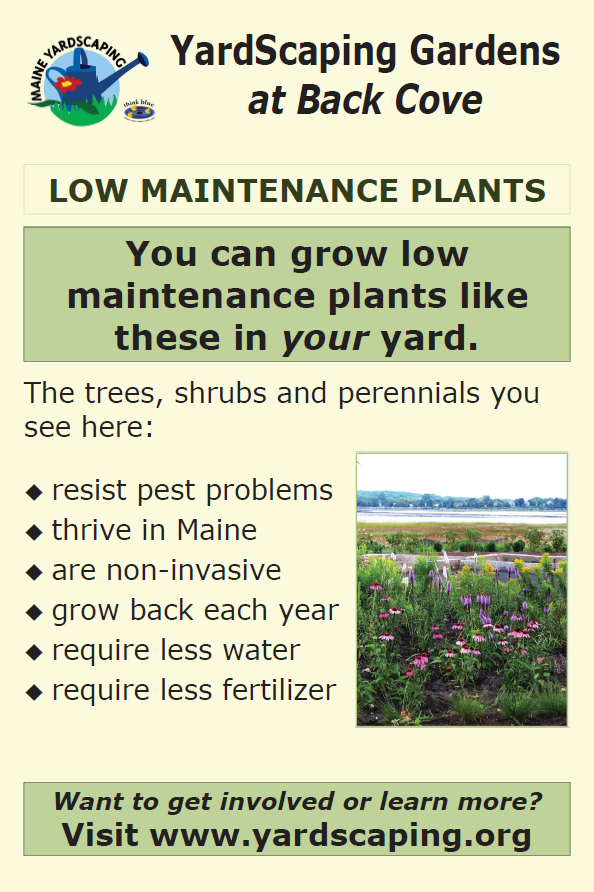 MAINE YARDSCAPING
think blue
YardScaping Gardens
at Back Cove
LOW MAINTENANCE PLANTS
You can grow low
maintenance plants like
these in your yard.
The trees, shrubs and perennials you
see here:
◆ resist pest problems
◆ thrive in Maine
◆ are non-invasive
◆ grow back each year
◆ require less water
◆ require less fertilizer
Want to get involved or learn more?
Visit www.yardscaping.org